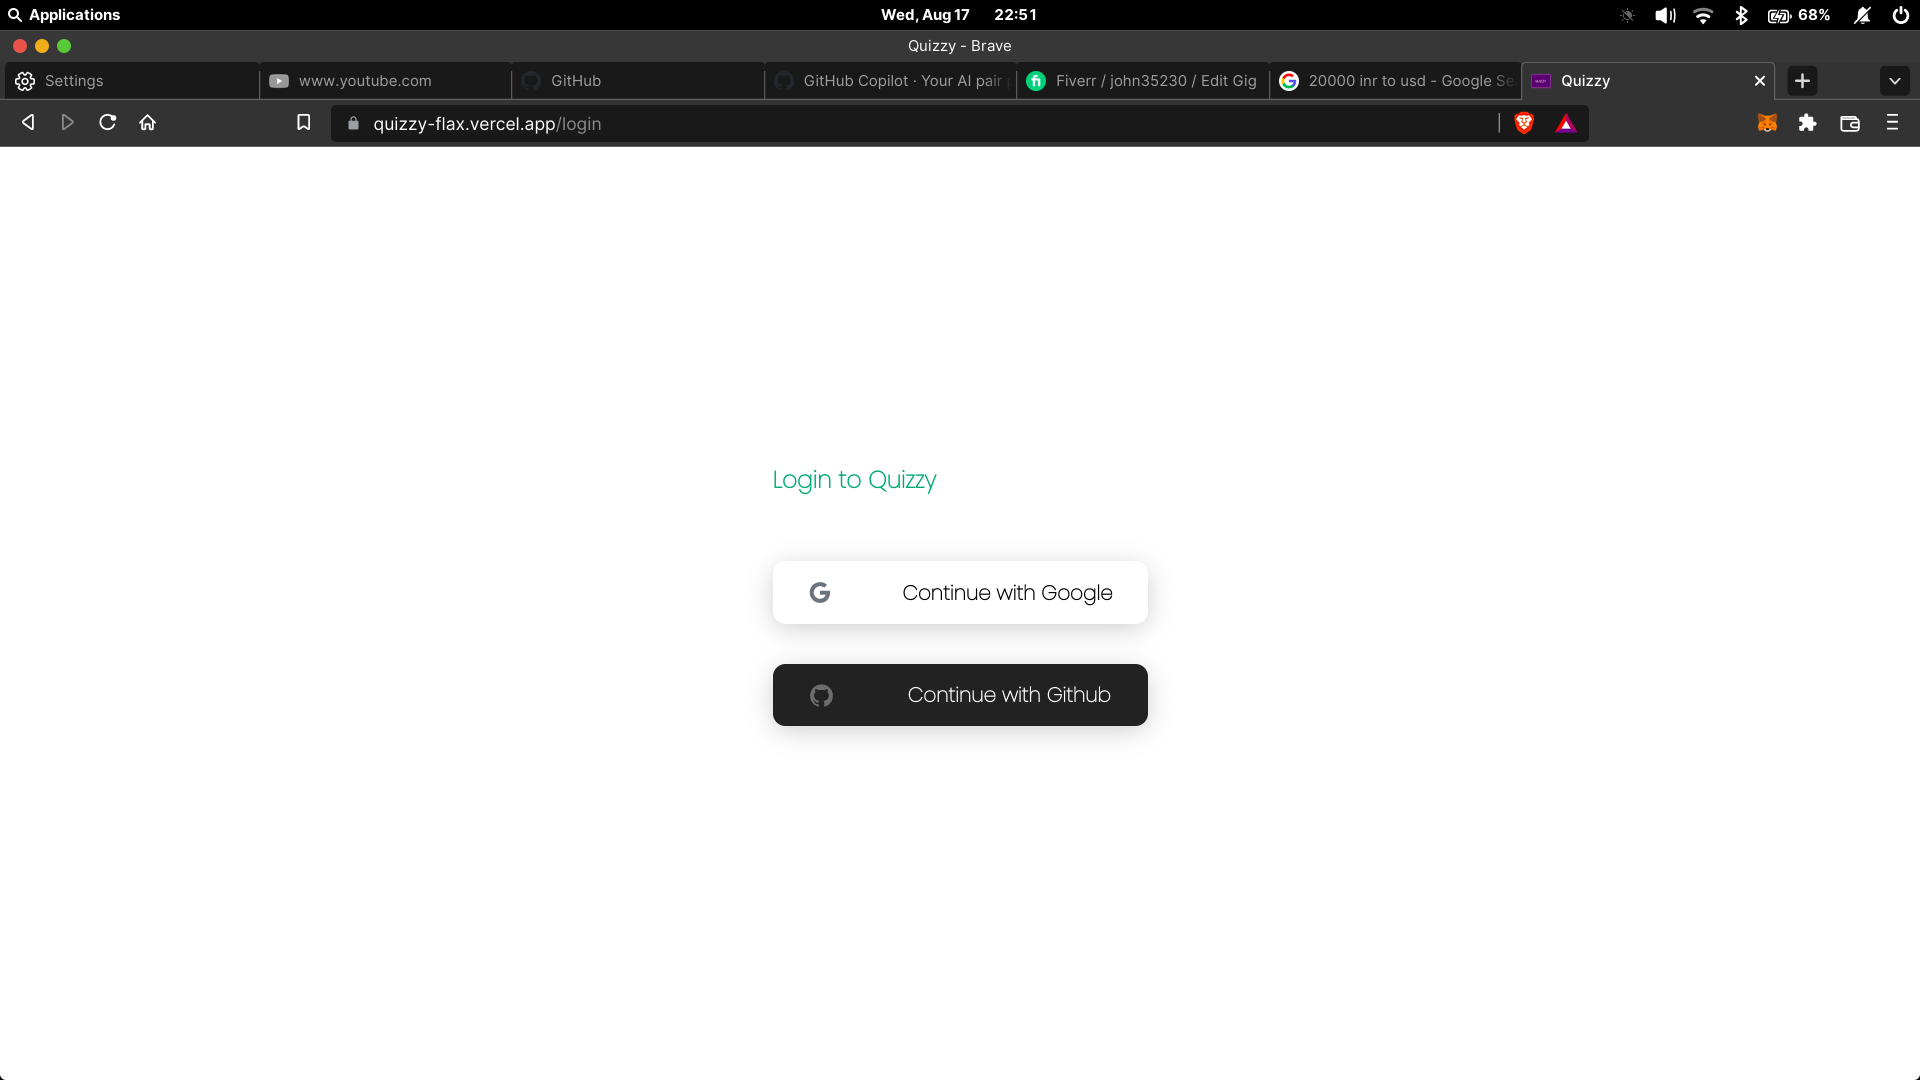 Applications
Wed, Aug 17 22:51
68%
Quizzy - Brave
Settings
www.youtube.com
GitHub
GitHub Copilot · Your AI pair
Fiverr / john35230 / Edit Gig
20000 inr to usd - Google Se
Quizzy
quizzy-flax.vercel.app/login
Login to Quizzy
Continue with Google
Continue with Github